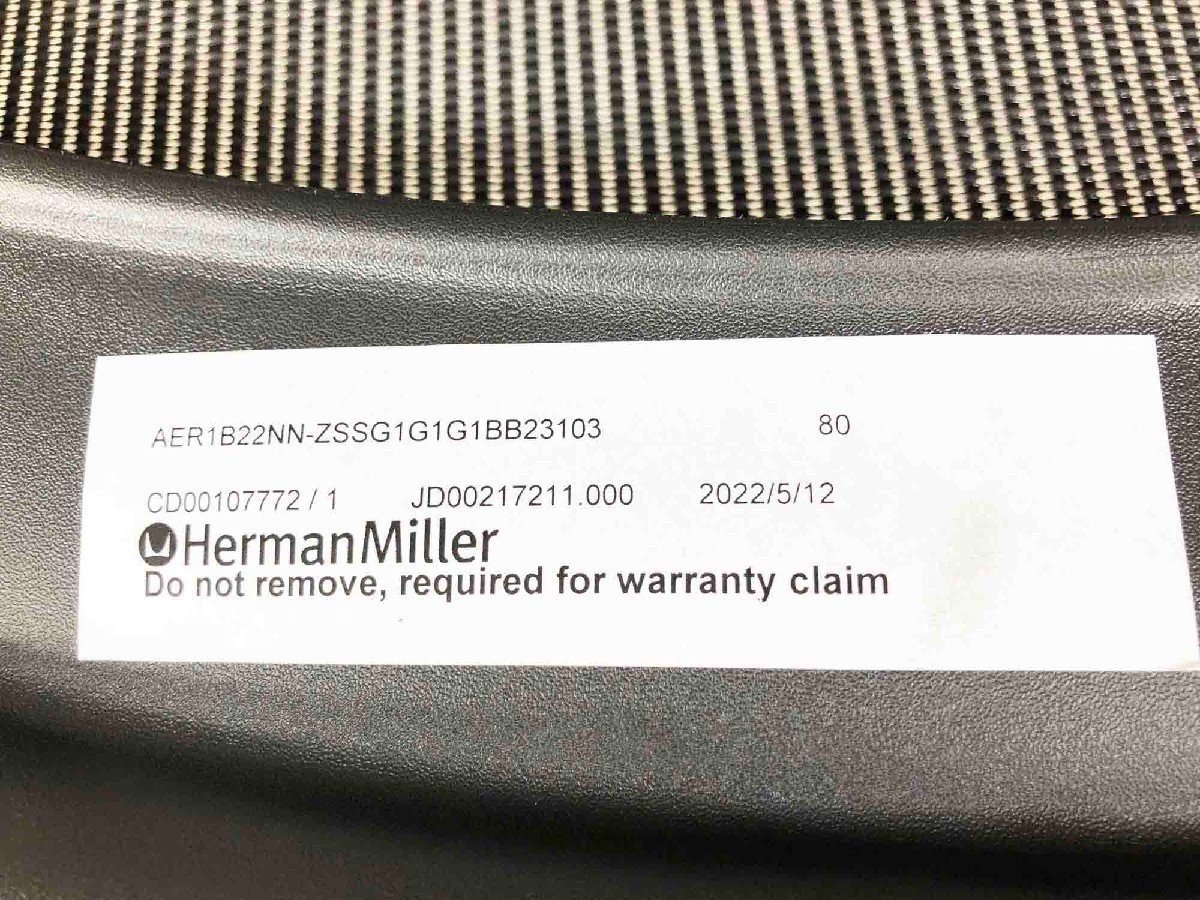 AER1B22NN-ZSSG1G1G1BB23103 80
CD00107772 / 1 JD00217211.000 2022/5/12
HermanMiller
Do not remove, required for warranty claim